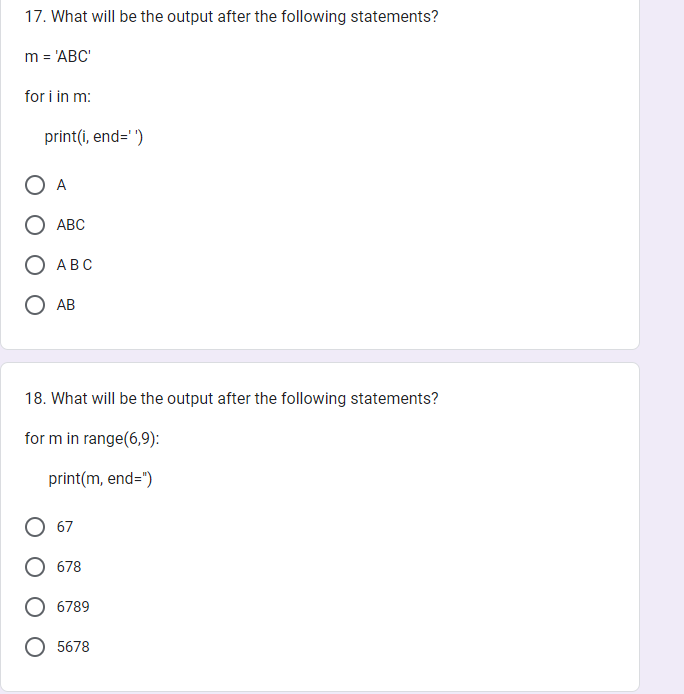 17. What will be the output after the following statements?
m = 'ABC'
for i in m:
print(i, end=' ')
A
ABC
A B C
AB
18. What will be the output after the following statements?
for m in range(6,9):
print(m, end='')
67
678
6789
5678